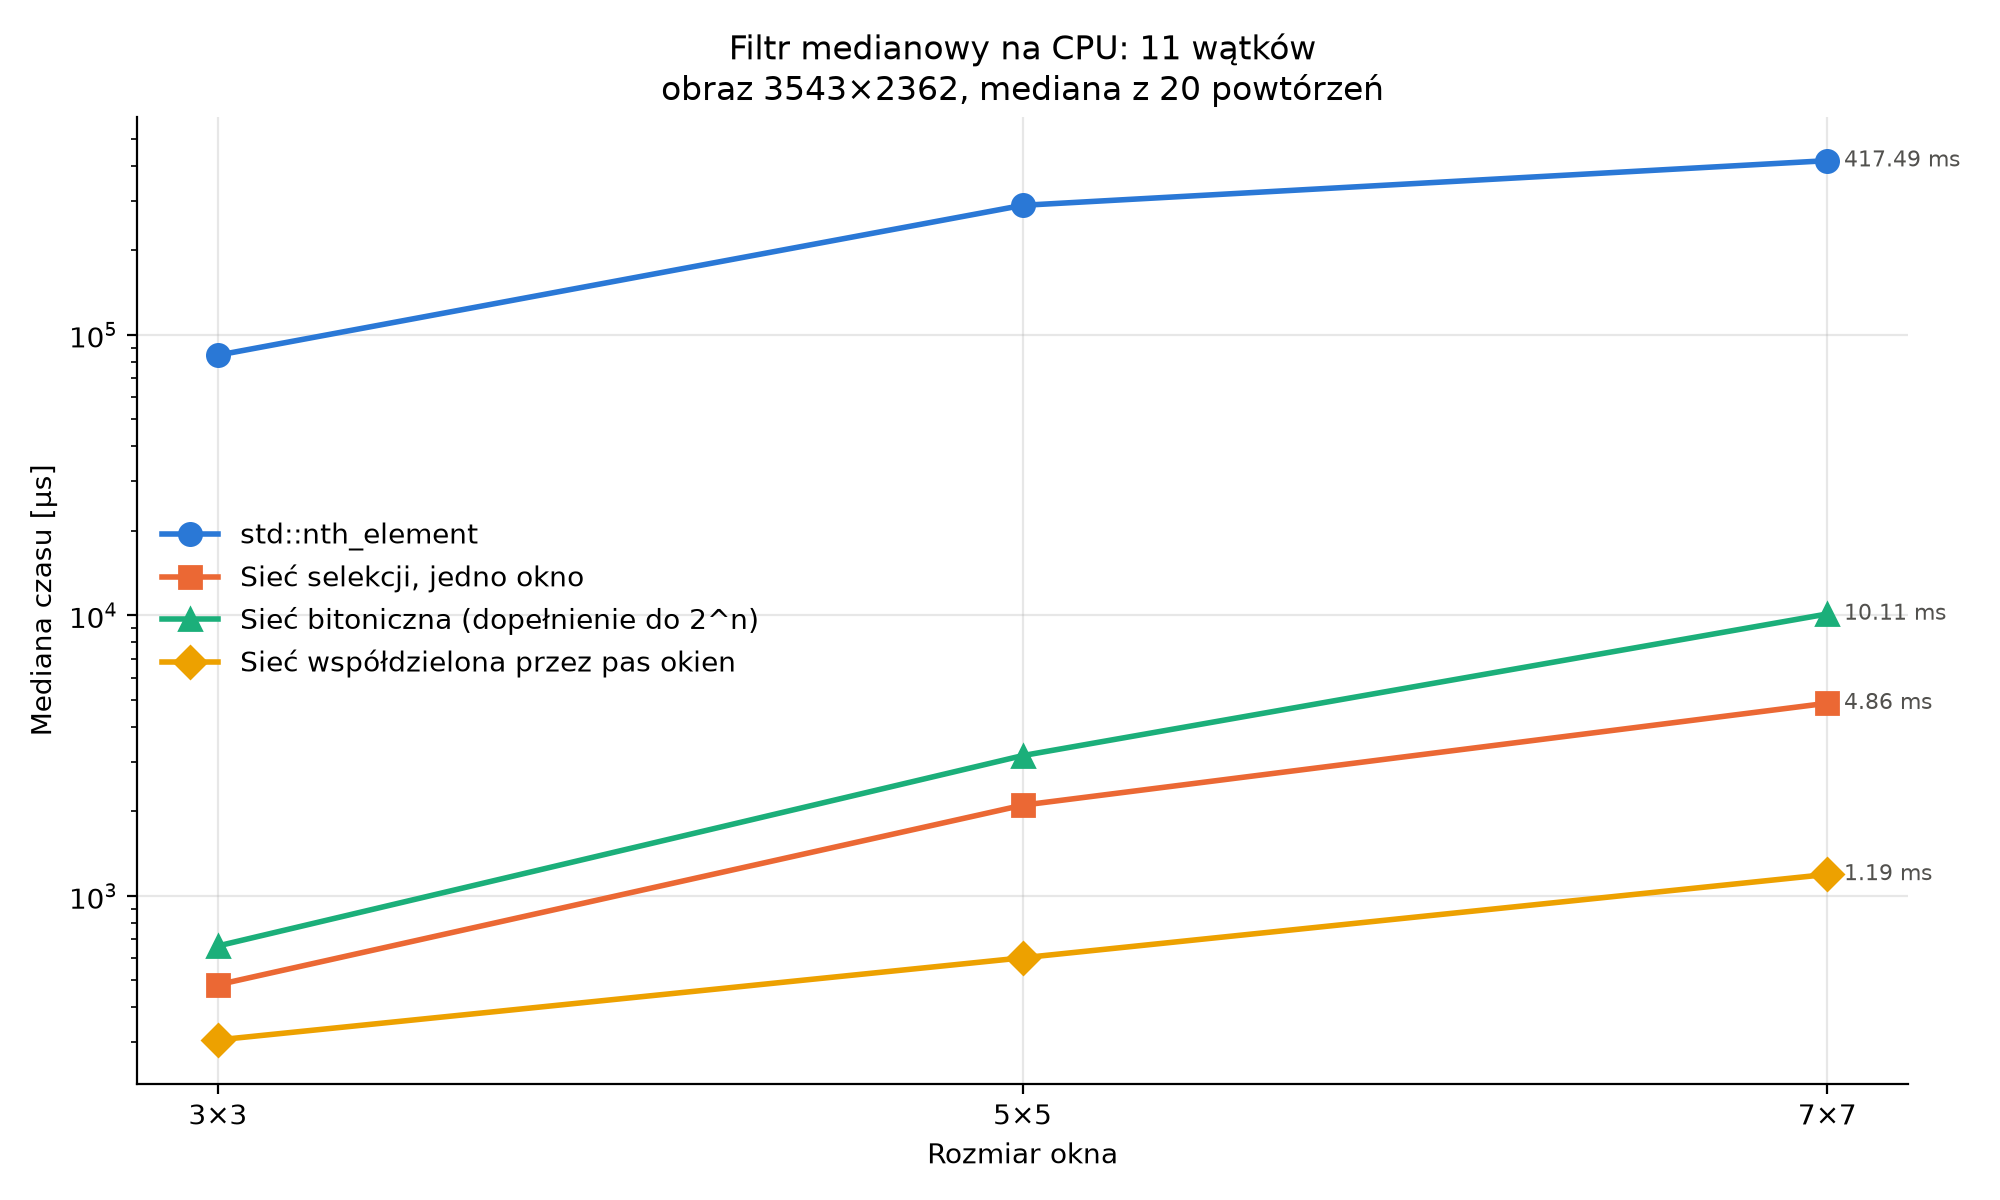 Filtr medianowy na CPU: 11 wątków
obraz 3543×2362, mediana z 20 powtórzeń
Mediana czasu [µs]
10⁵
10⁴
10³
std::nth_element
Sieć selekcji, jedno okno
Sieć bitoniczna (dopełnienie do 2^n)
Sieć współdzielona przez pas okien
417.49 ms
10.11 ms
4.86 ms
1.19 ms
3×3
5×5
7×7
Rozmiar okna